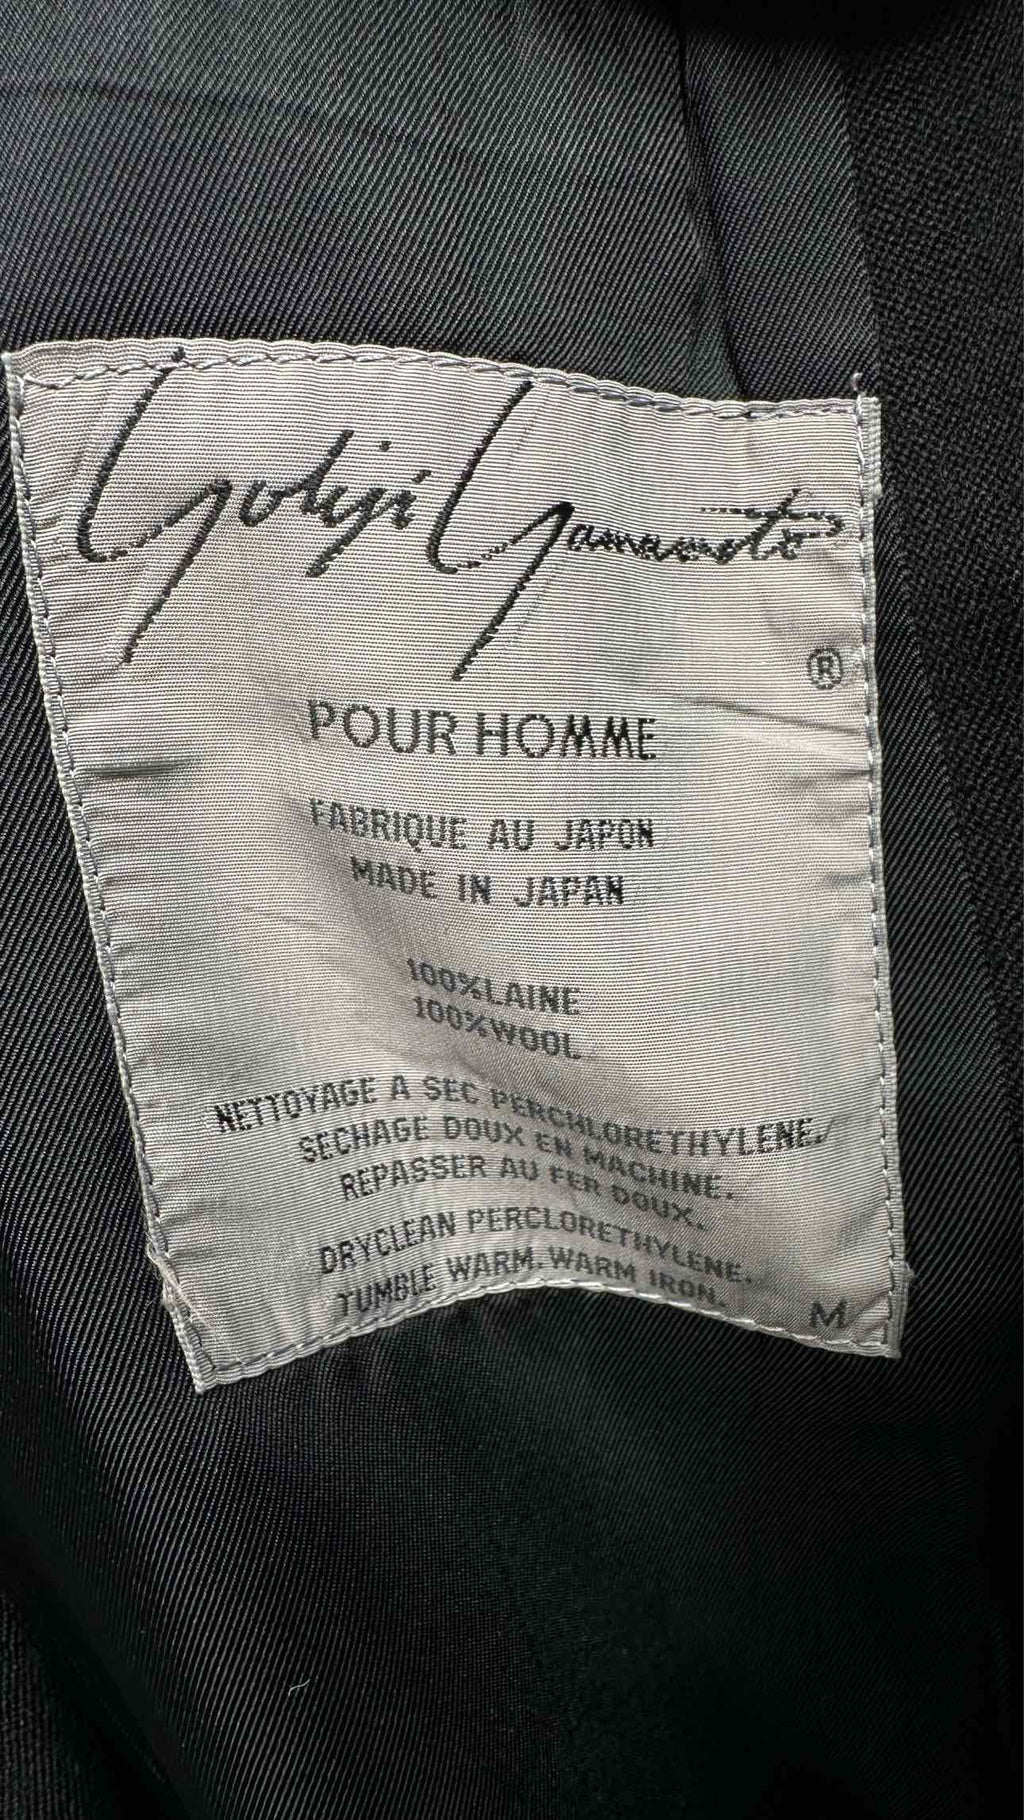 Yohji Yamamoto
®
POUR HOMME
FABRIQUE AU JAPON
MADE IN JAPAN
100%LAINE
100%WOOL
NETTOYAGE A SEC PERCHLORETHYLENE.
SECHAGE DOUX EN MACHINE.
REPASSER AU FER DOUX.
DRYCLEAN PERCLORETHYLENE.
TUMBLE WARM. WARM IRON.
M